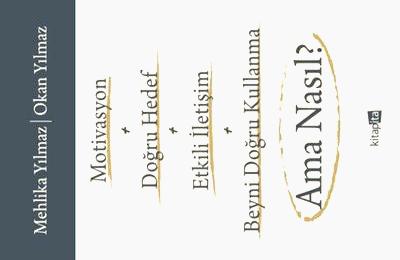 Mehlika Yılmaz | Okan Yılmaz
Motivasyon
+
Doğru Hedef
+
Etkili İletişim
+
Beyni Doğru Kullanma
Ama Nasıl?
kitapita